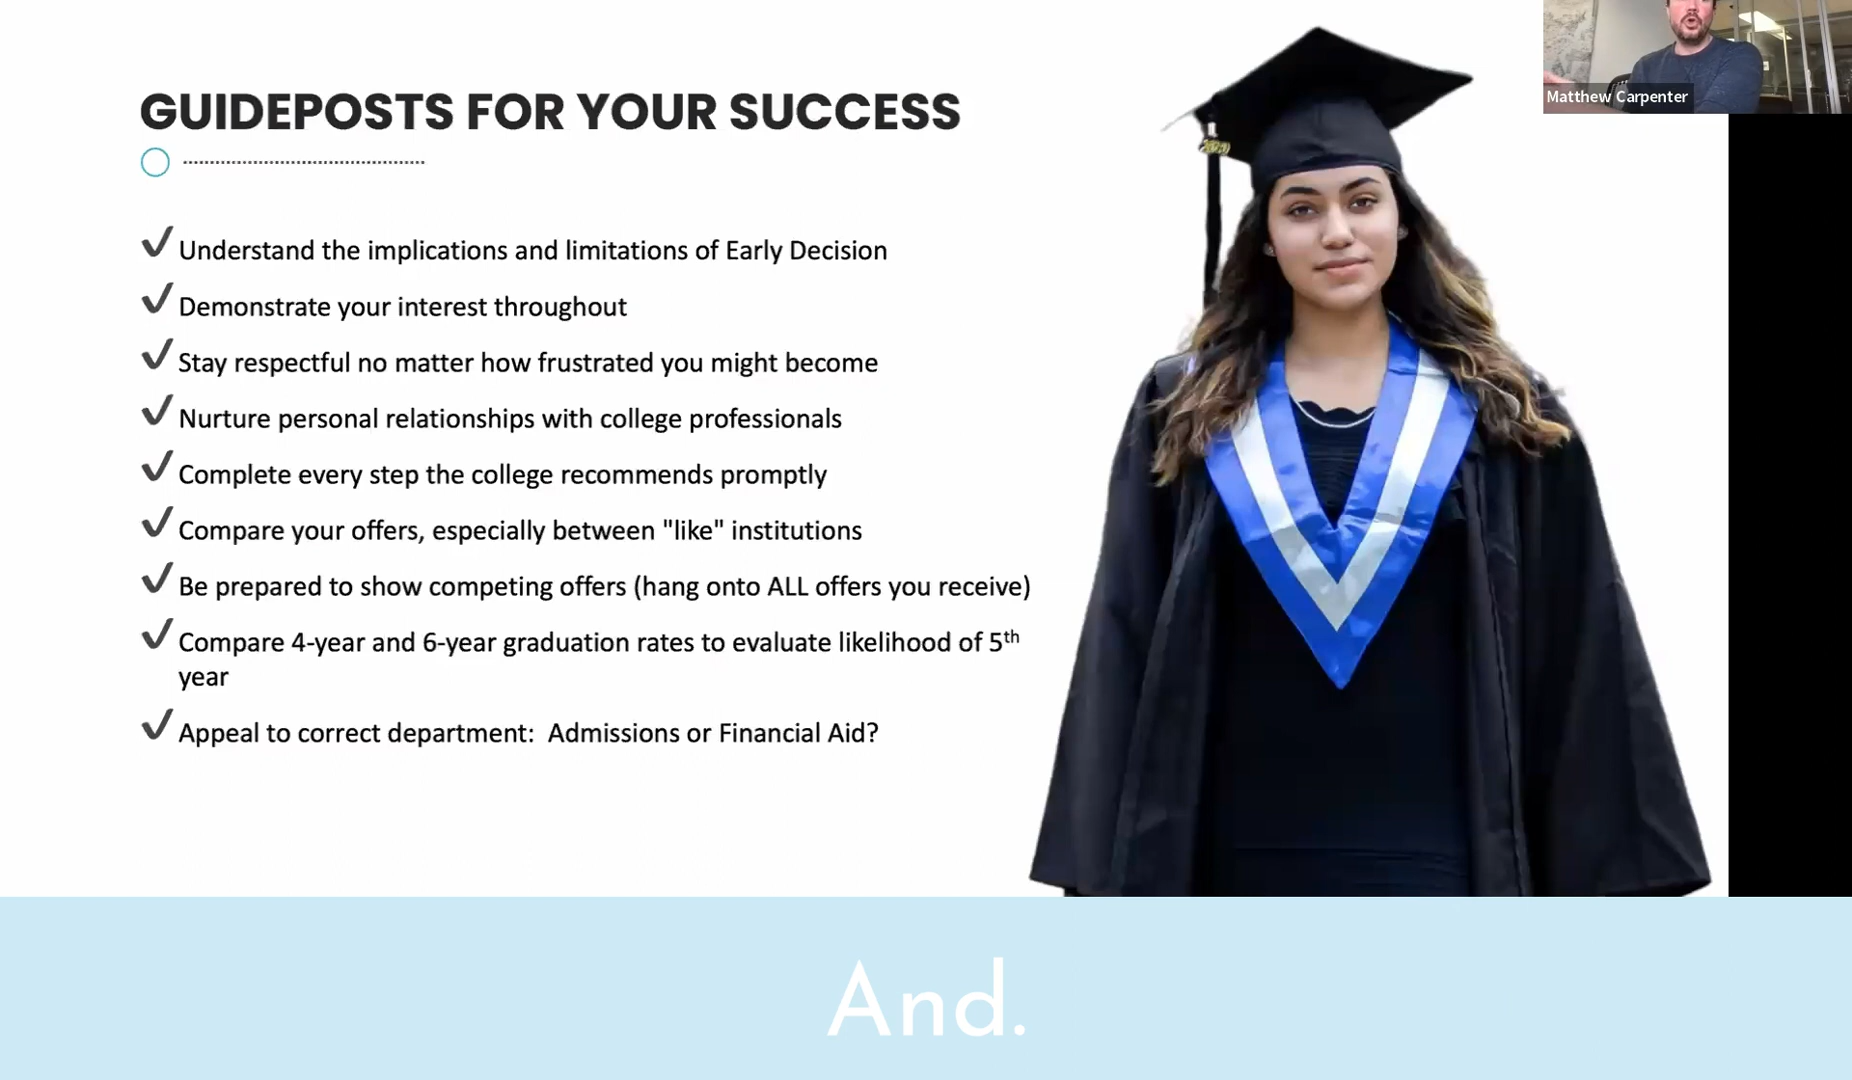 GUIDEPOSTS FOR YOUR SUCCESS
Matthew Carpenter
Understand the implications and limitations of Early Decision
Demonstrate your interest throughout
Stay respectful no matter how frustrated you might become
Nurture personal relationships with college professionals
Complete every step the college recommends promptly
Compare your offers, especially between "like" institutions
Be prepared to show competing offers (hang onto ALL offers you receive)
Compare 4-year and 6-year graduation rates to evaluate likelihood of 5th
year
Appeal to correct department:  Admissions or Financial Aid?
And.